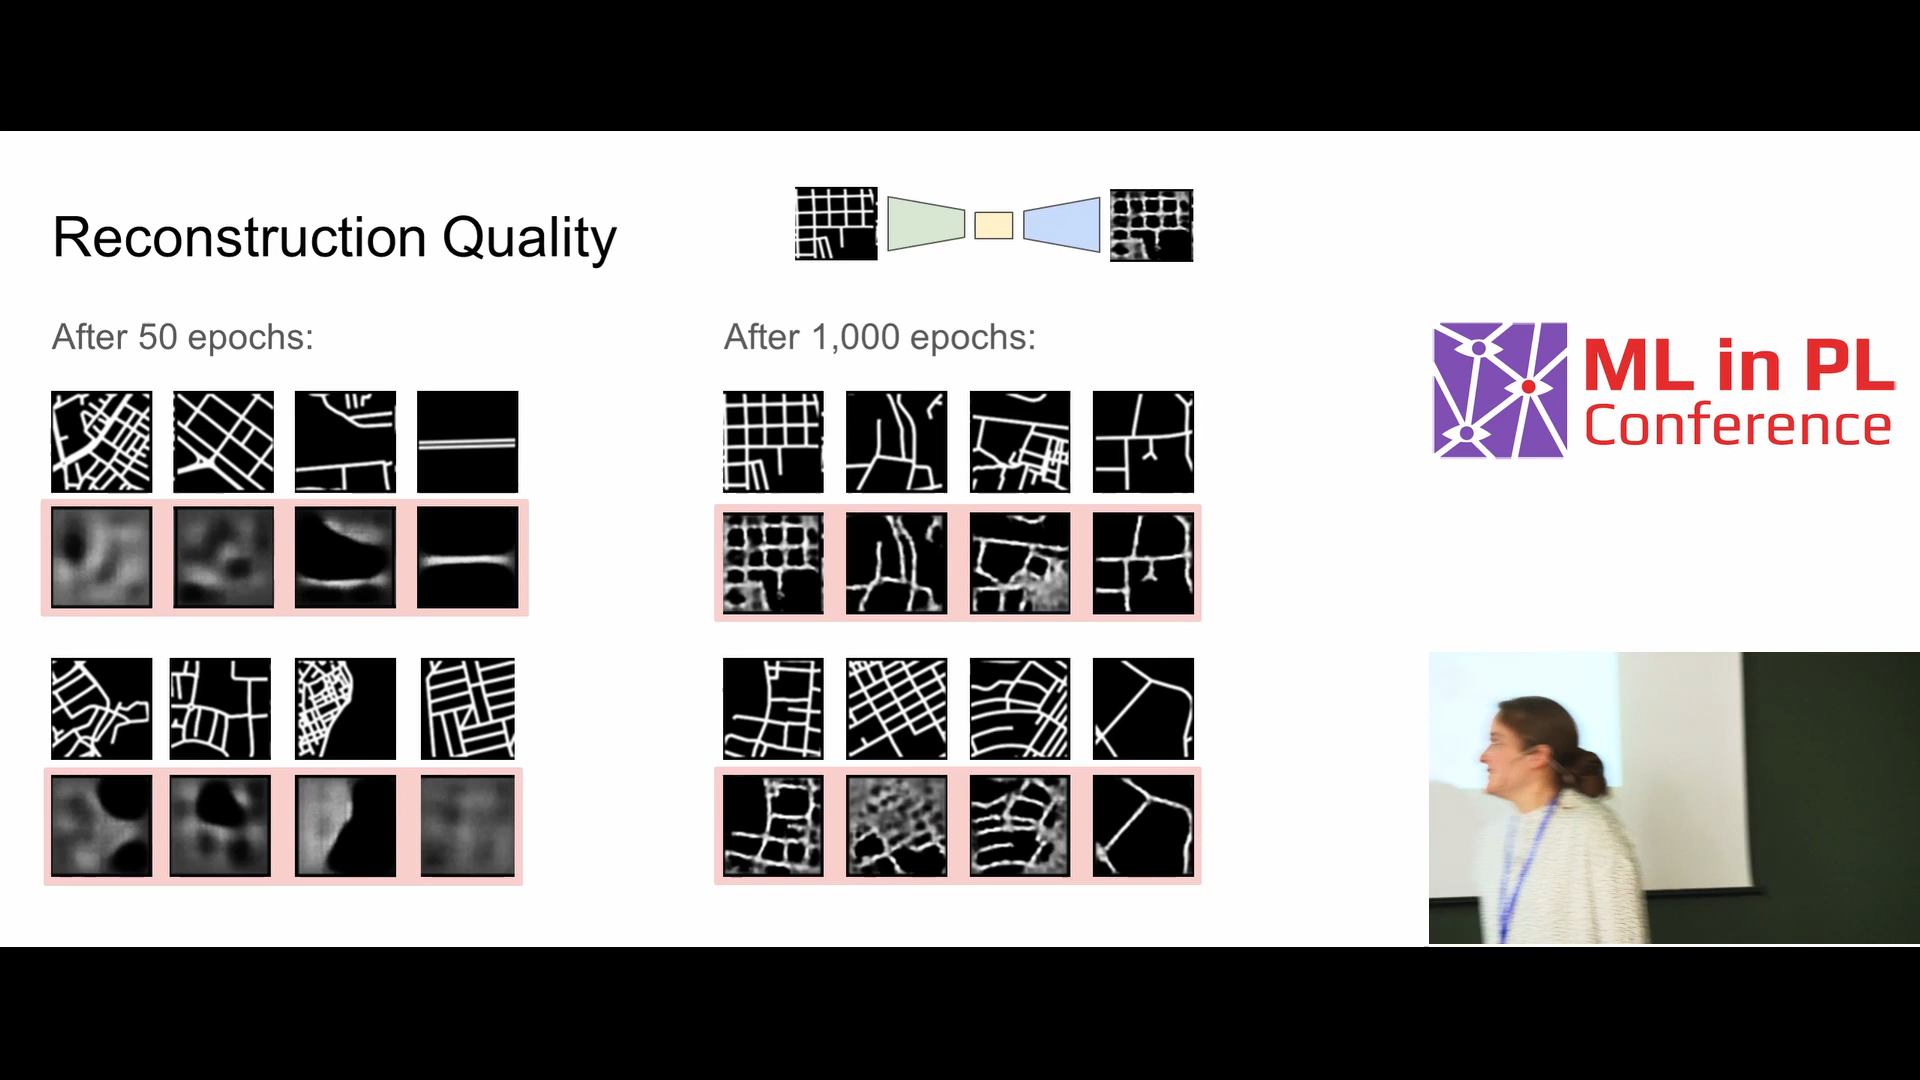 Reconstruction Quality
After 50 epochs:
After 1,000 epochs:
ML in PL
Conference